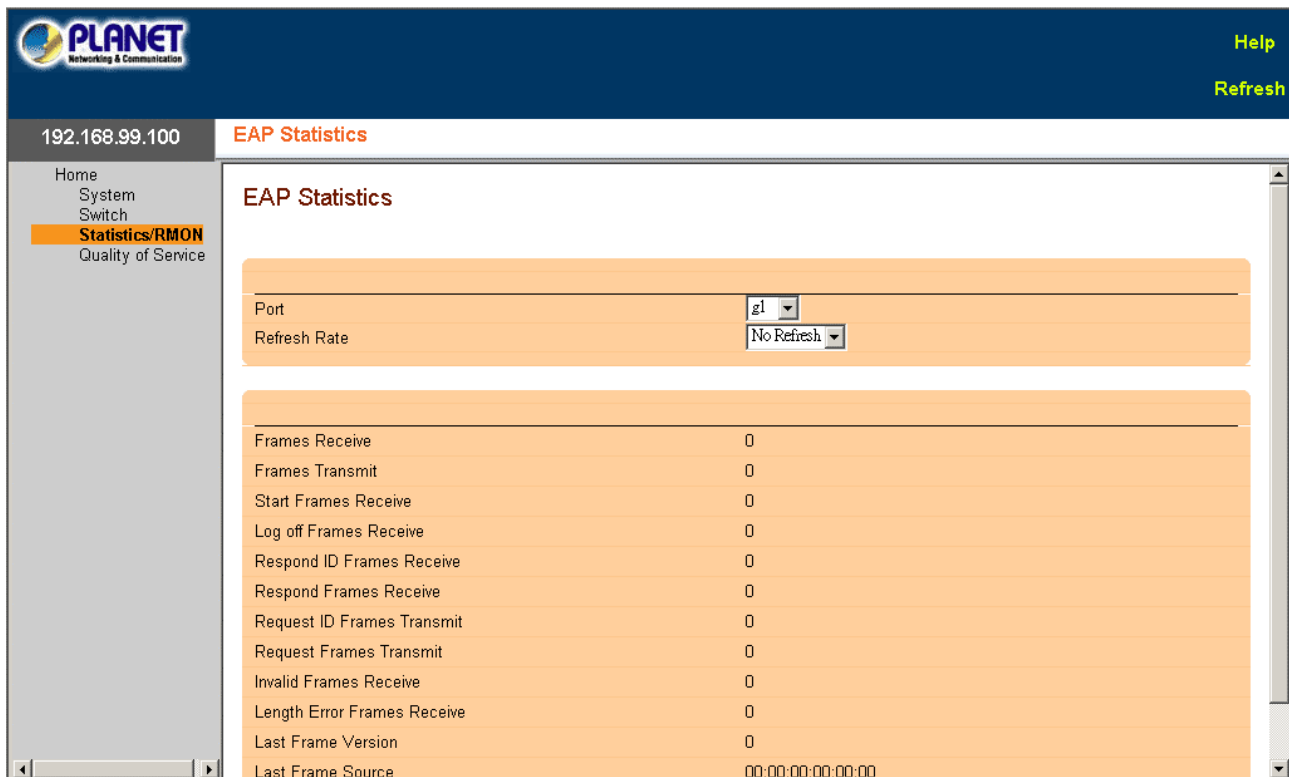 PLANET
Networking & Communication
Help
Refresh
192.168.99.100
EAP Statistics
Home
System
Switch
Statistics/RMON
Quality of Service
EAP Statistics
Port g1
Refresh Rate No Refresh
Frames Receive 0
Frames Transmit 0
Start Frames Receive 0
Log off Frames Receive 0
Respond ID Frames Receive 0
Respond Frames Receive 0
Request ID Frames Transmit 0
Request Frames Transmit 0
Invalid Frames Receive 0
Length Error Frames Receive 0
Last Frame Version 0
Last Frame Source 00:00:00:00:00:00